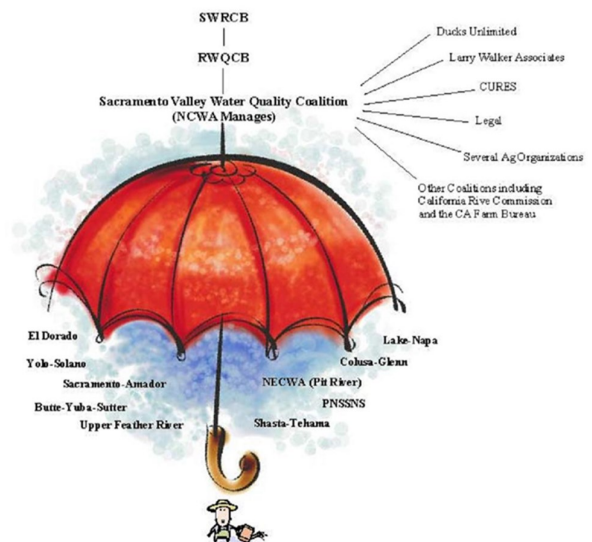 SWRCB
RWQCB
Sacramento Valley Water Quality Coalition
(NCWA Manages)
Ducks Unlimited
Larry Walker Associates
CURES
Legal
Several Ag Organizations
Other Coalitions including
California Rive Commission
and the CA Farm Bureau
El Dorado
Yolo-Solano
Sacramento-Amador
Butte-Yuba-Sutter
Upper Feather River
Lake-Napa
Colusa-Glenn
NECWA (Pit River)
PNSSNS
Shasta-Tehama